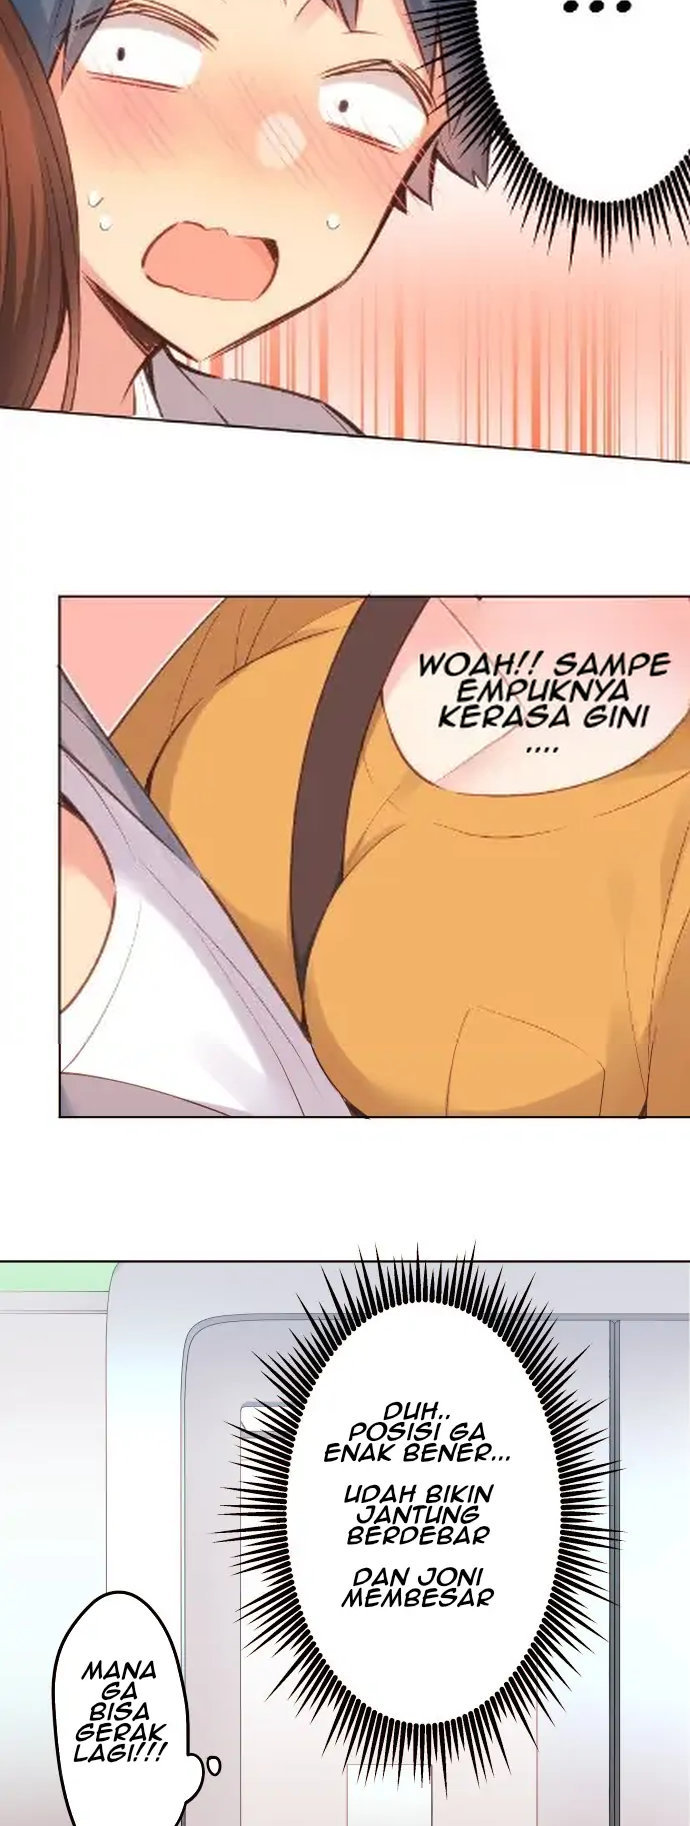 ...
WOAH!! SAMPE
EMPUKNYA
KERASA GINI
....
DUH..
POSISI GA
ENAK BENER...
UDAH BIKIN
JANTUNG
BERDEBAR
DAN JONI
MEMBESAR
MANA
GA
BISA
GERAK
LAGI!!!